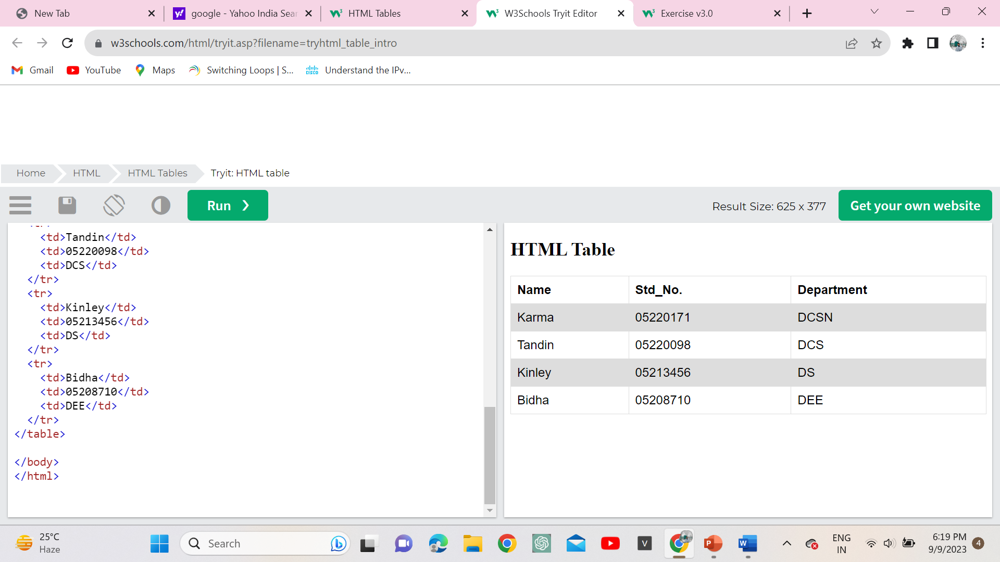 New Tab
google - Yahoo India Sear
HTML Tables
W3Schools Tryit Editor
Exercise v3.0
w3schools.com/html/tryit.asp?filename=tryhtml_table_intro
Gmail
YouTube
Maps
Switching Loops | S...
Understand the IPv...
Home
HTML
HTML Tables
Tryit: HTML table
Run ❯
Result Size: 625 x 377
Get your own website
<td>Tandin</td>
<td>05220098</td>
<td>DCS</td>
</tr>
<tr>
<td>Kinley</td>
<td>05213456</td>
<td>DS</td>
</tr>
<tr>
<td>Bidha</td>
<td>05208710</td>
<td>DEE</td>
</tr>
</table>
</body>
</html>
HTML Table
Name Std_No. Department
Karma 05220171 DCSN
Tandin 05220098 DCS
Kinley 05213456 DS
Bidha 05208710 DEE
25°C
Haze
Search
V
P
W
ENG
IN
6:19 PM
9/9/2023
4